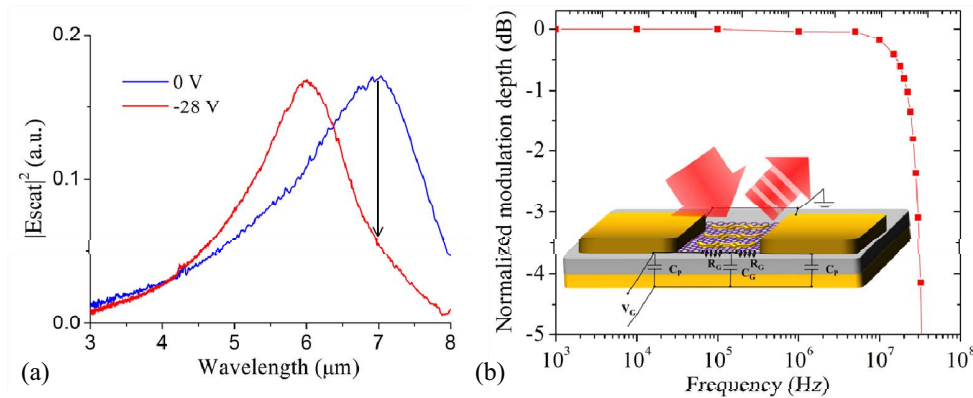 0.2
0.1
0.0
|Escat|² (a.u.)
0 V
-28 V
3 4 5 6 7 8
Wavelength (μm)
(a)
0
-1
-2
-3
-4
-5
Normalized modulation depth (dB)
R_G R_G
C_P C_G C_P
V_G
10³ 10⁴ 10⁵ 10⁶ 10⁷ 10⁸
Frequency (Hz)
(b)